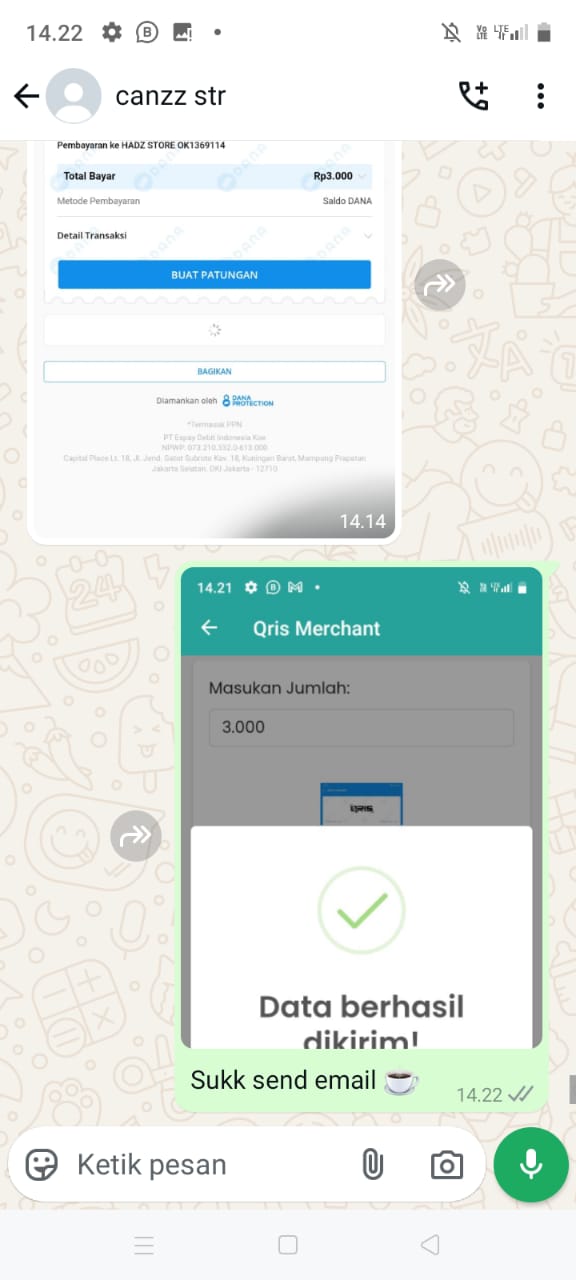 14.22
canzz str
Pembayaran ke HADZ STORE OK1369114
Total Bayar Rp3.000
Metode Pembayaran Saldo DANA
Detail Transaksi
BUAT PATUNGAN
BAGIKAN
Diamankan oleh DANA PROTECTION
*Termasuk PPN
PT Espay Debit Indonesia Koe
NPWP: 073.210.332.0-613.000
Capital Place Lt. 18, Jl. Jend. Gatot Subroto Kav. 18, Kuningan Barat, Mampang Prapatan
Jakarta Selatan, DKI Jakarta - 12710
14.14
14.21
Qris Merchant
Masukan Jumlah:
3.000
QRIS
Data berhasil
dikirim!
Sukk send email ☕
14.22
Ketik pesan